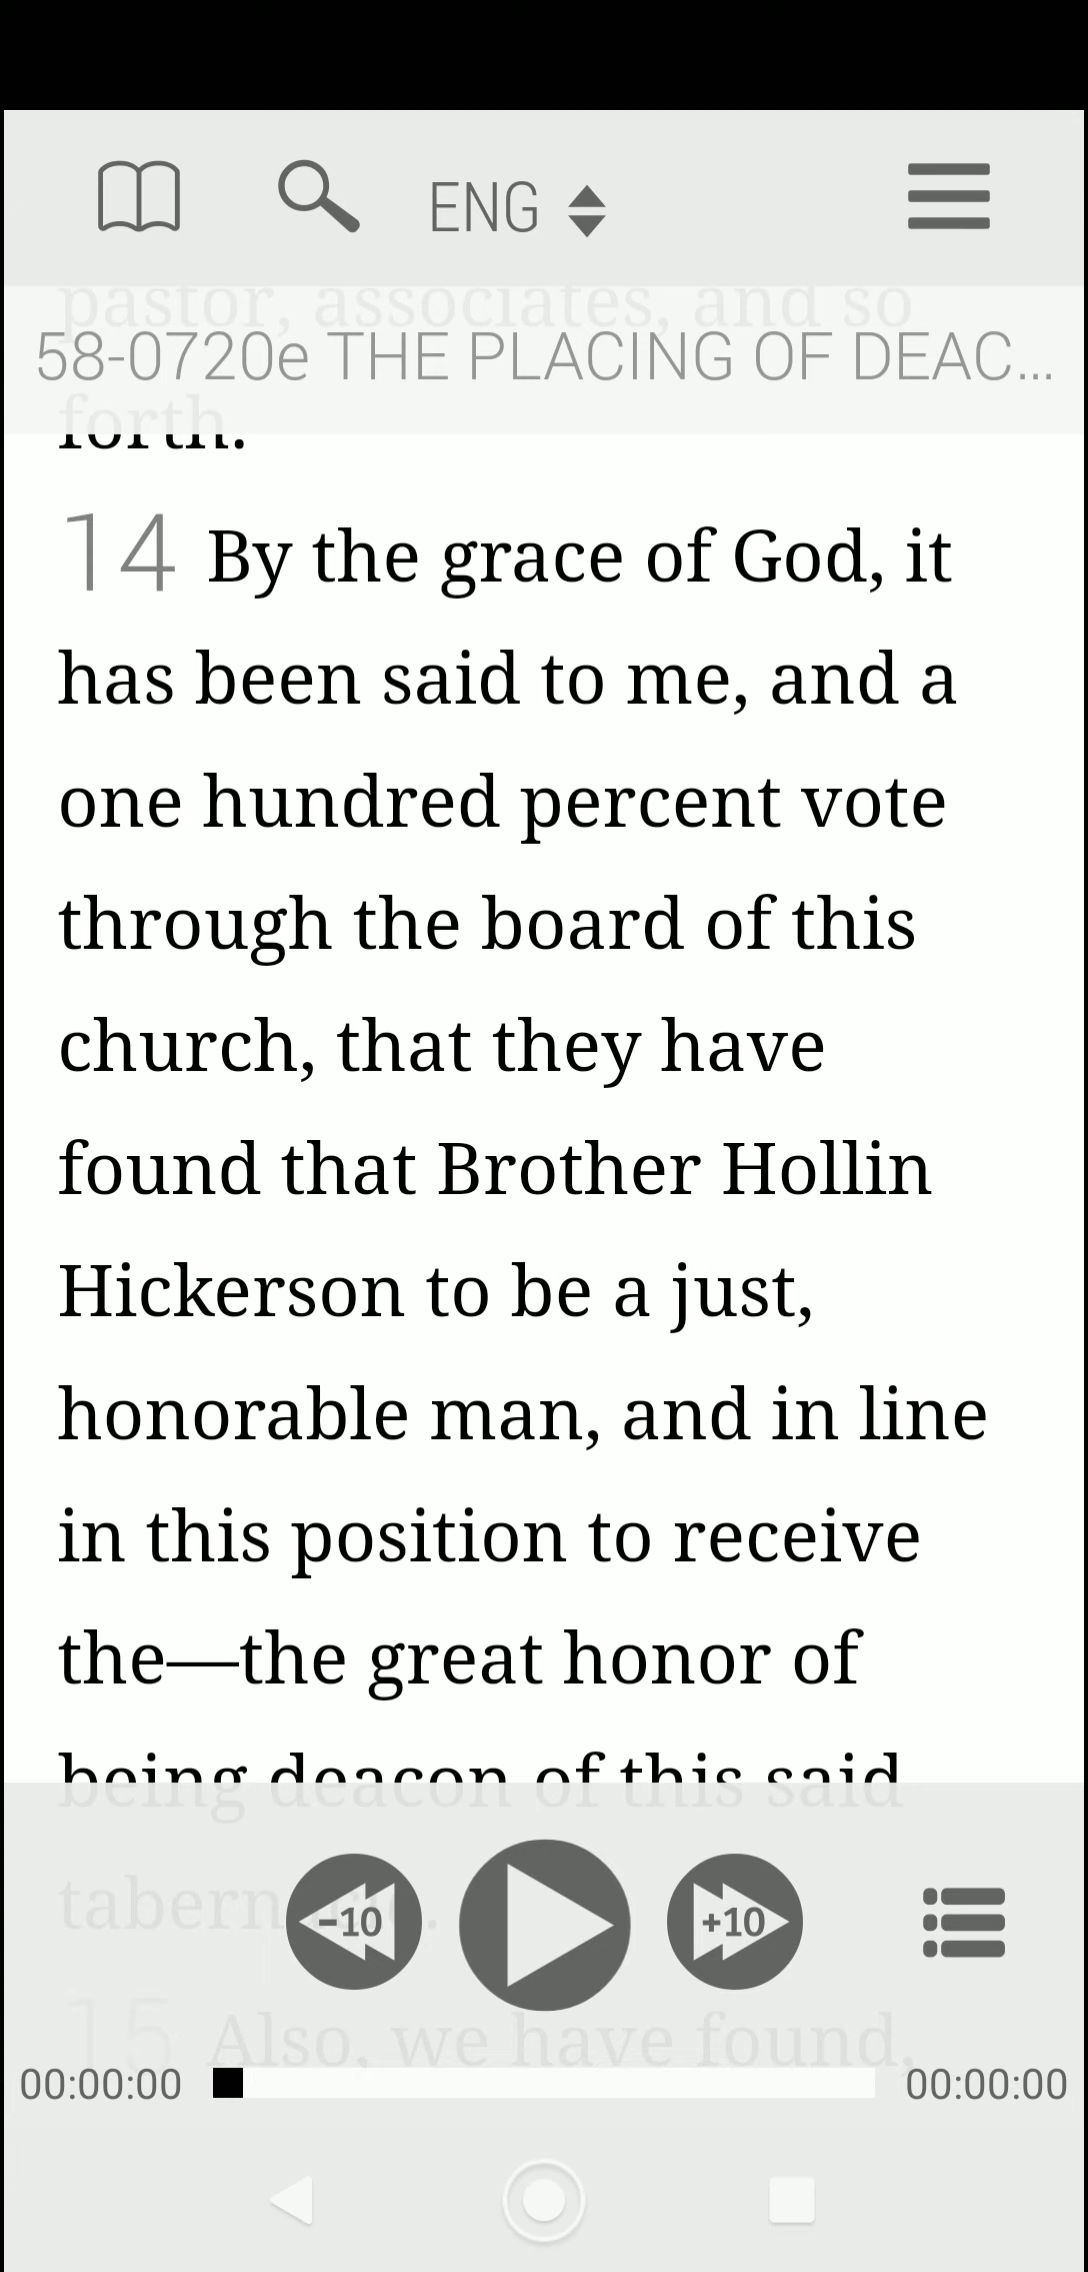 ENG
pastor, associates, and so
58-0720e THE PLACING OF DEAC...
forth.
14 By the grace of God, it
has been said to me, and a
one hundred percent vote
through the board of this
church, that they have
found that Brother Hollin
Hickerson to be a just,
honorable man, and in line
in this position to receive
the—the great honor of
being deacon of this said
-10
+10
15 Also, we have found,
00:00:00
00:00:00